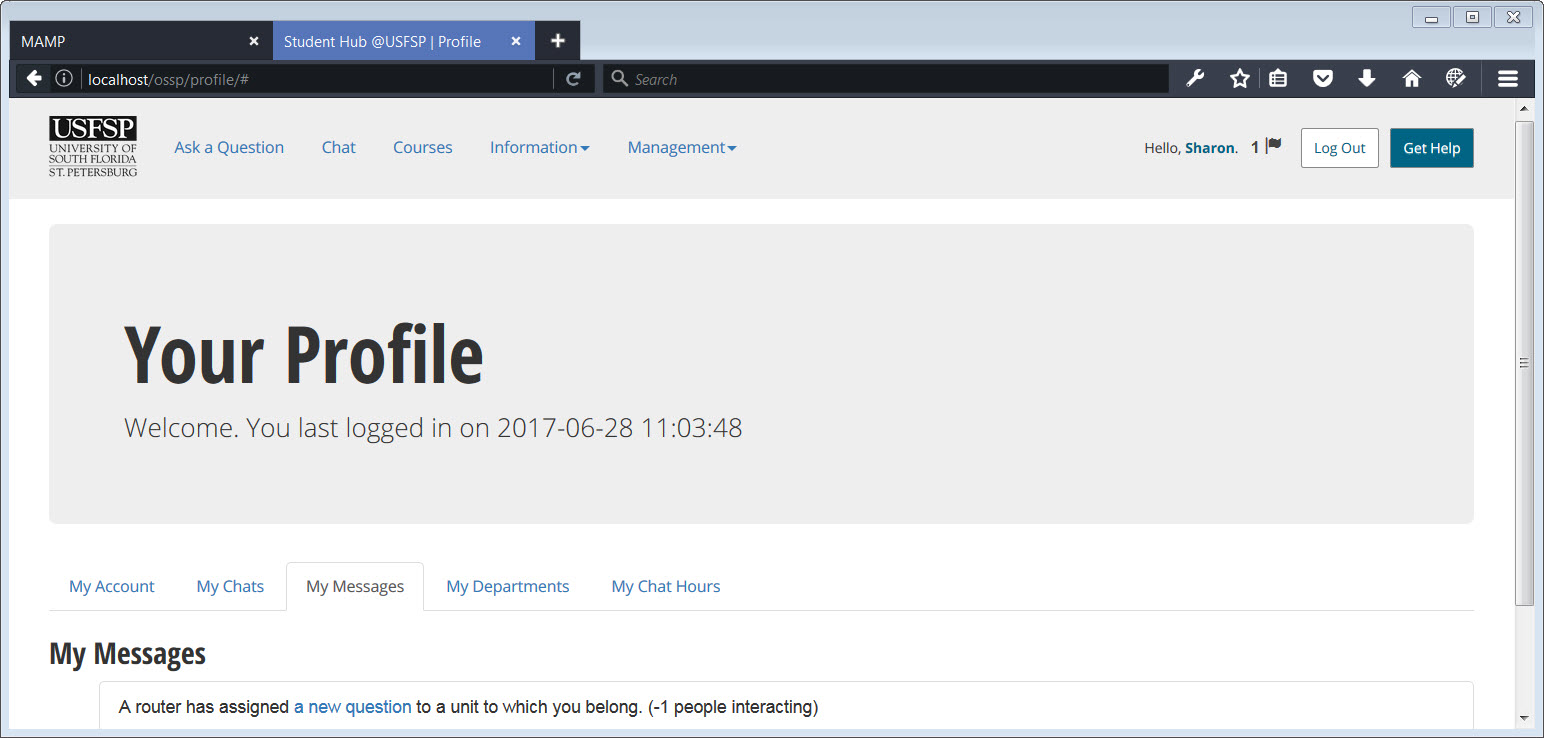 MAMP
Student Hub @USFSP | Profile
localhost/ossp/profile/#
Search
USFSP
UNIVERSITY OF
SOUTH FLORIDA
ST. PETERSBURG
Ask a Question Chat Courses Information Management
Hello, Sharon. 1 Log Out Get Help
Your Profile
Welcome. You last logged in on 2017-06-28 11:03:48
My Account My Chats My Messages My Departments My Chat Hours
My Messages
A router has assigned a new question to a unit to which you belong. (-1 people interacting)